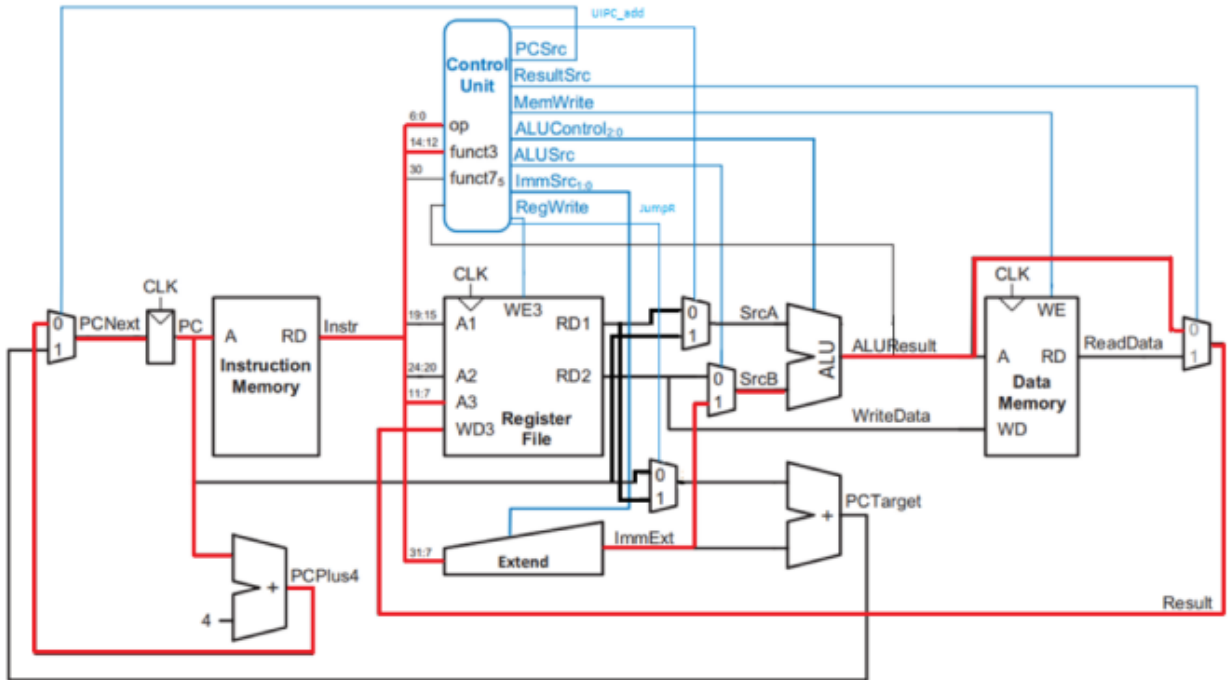 UIPC_add
PCSrc
Control Unit
ResultSrc
MemWrite
6:0
op
ALUControl2:0
14:12
funct3
ALUSrc
30
funct75
ImmSrc1:0
RegWrite
JumpR
CLK
CLK
CLK
WE3
WE
0
1
PCNext
PC
A
RD
Instruction Memory
Instr
19:15
A1
RD1
0
1
SrcA
24:20
A2
RD2
0
1
SrcB
ALU
ALUResult
A
RD
Data Memory
ReadData
0
1
11:7
A3
WD3
Register File
WriteData
WD
0
1
+
PCTarget
31:7
Extend
ImmExt
+
PCPlus4
4
Result